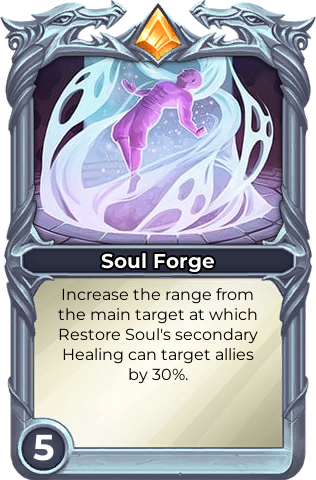 Soul Forge
Increase the range from
the main target at which
Restore Soul's secondary
Healing can target allies
by 30%.
5